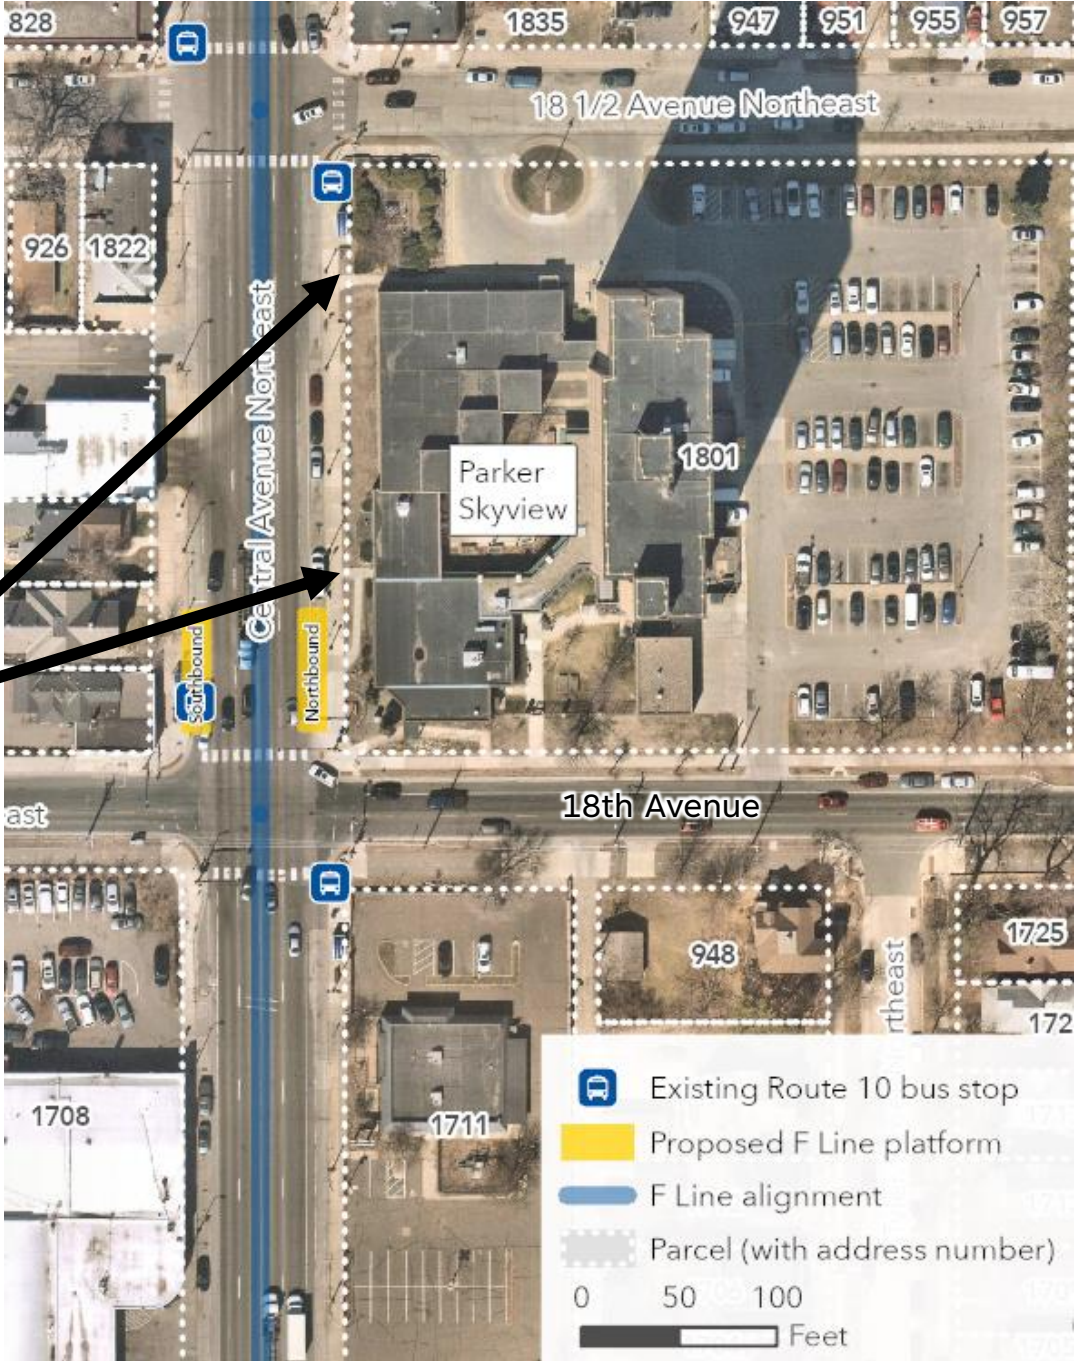 828
1835
947
951
955
957
18 1/2 Avenue Northeast
926
1822
Central Avenue Northeast
Parker
Skyview
1801
Southbound
Northbound
18th Avenue
east
948
1725
rtheast
172
1708
1711
Existing Route 10 bus stop
Proposed F Line platform
F Line alignment
Parcel (with address number)
0 50 100
Feet